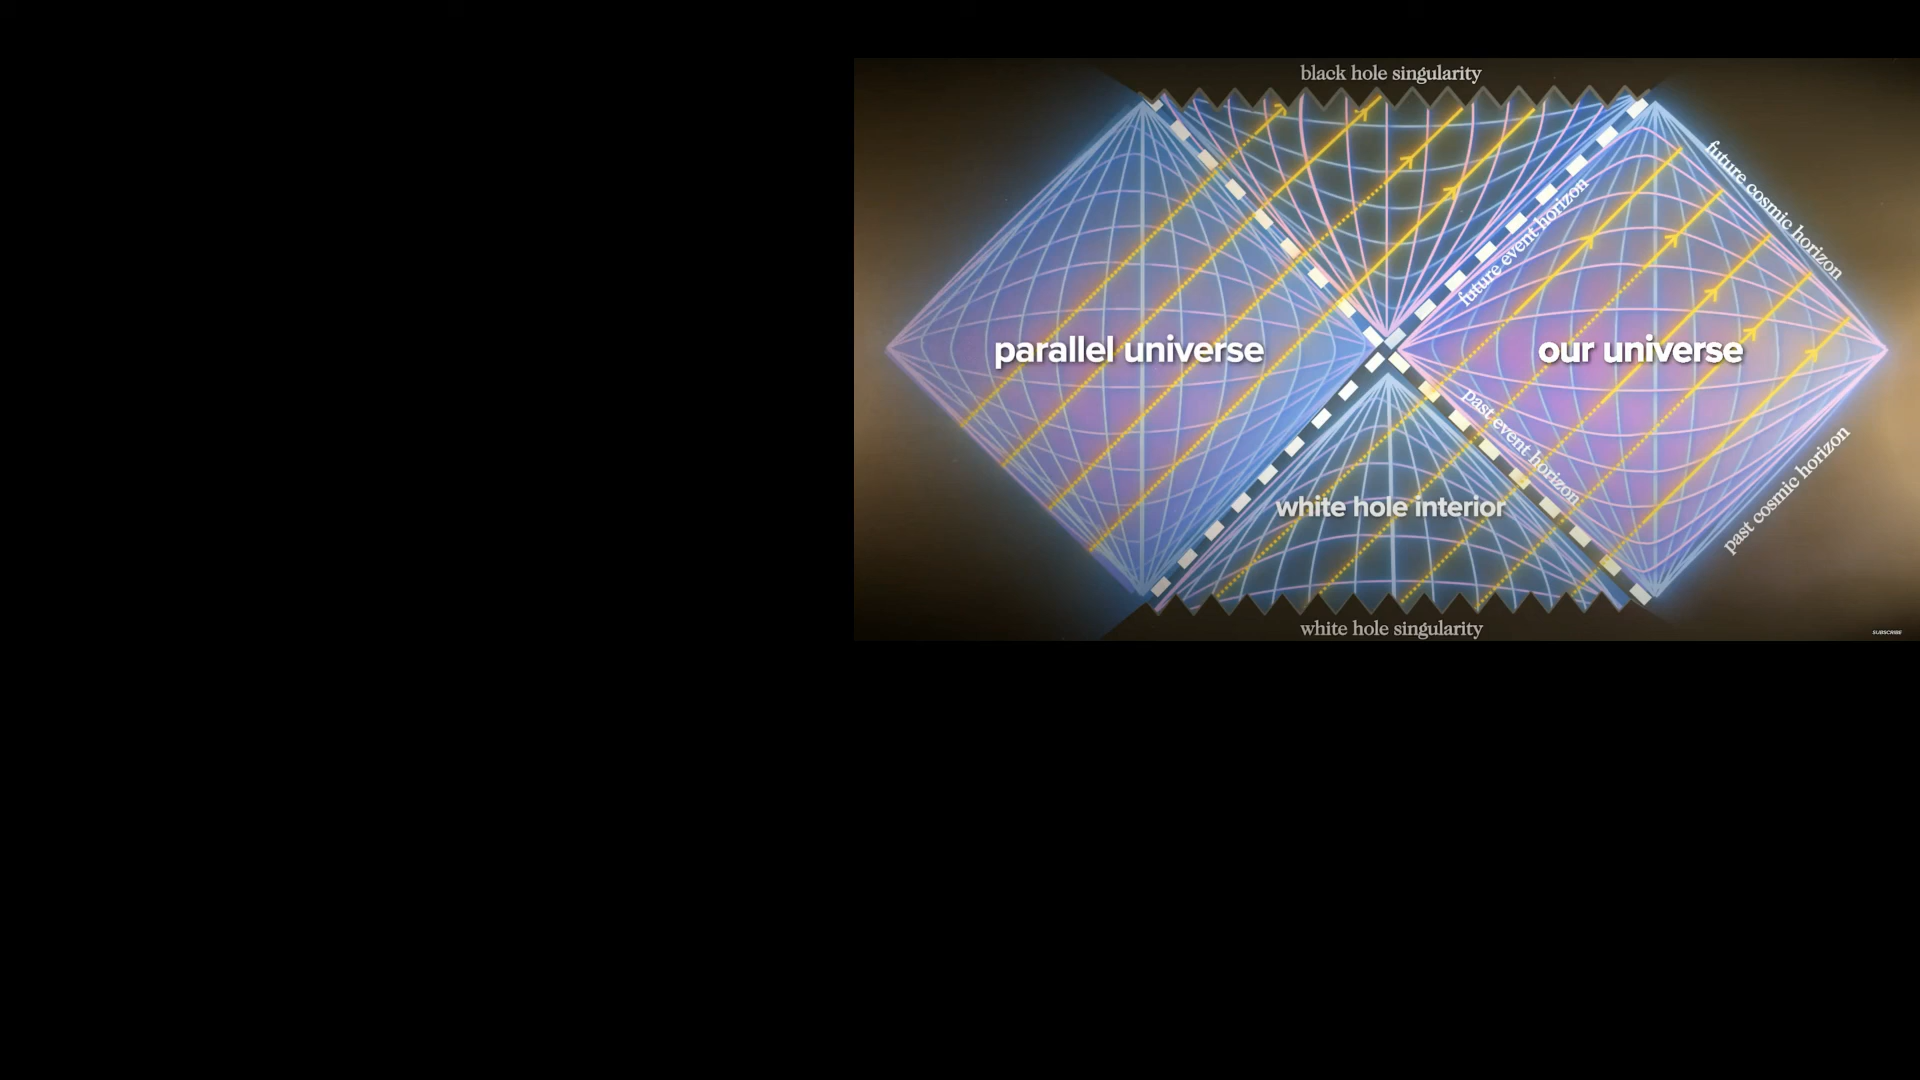 black hole singularity
future cosmic horizon
future event horizon
parallel universe
our universe
past event horizon
past cosmic horizon
white hole interior
white hole singularity
SUBSCRIBE